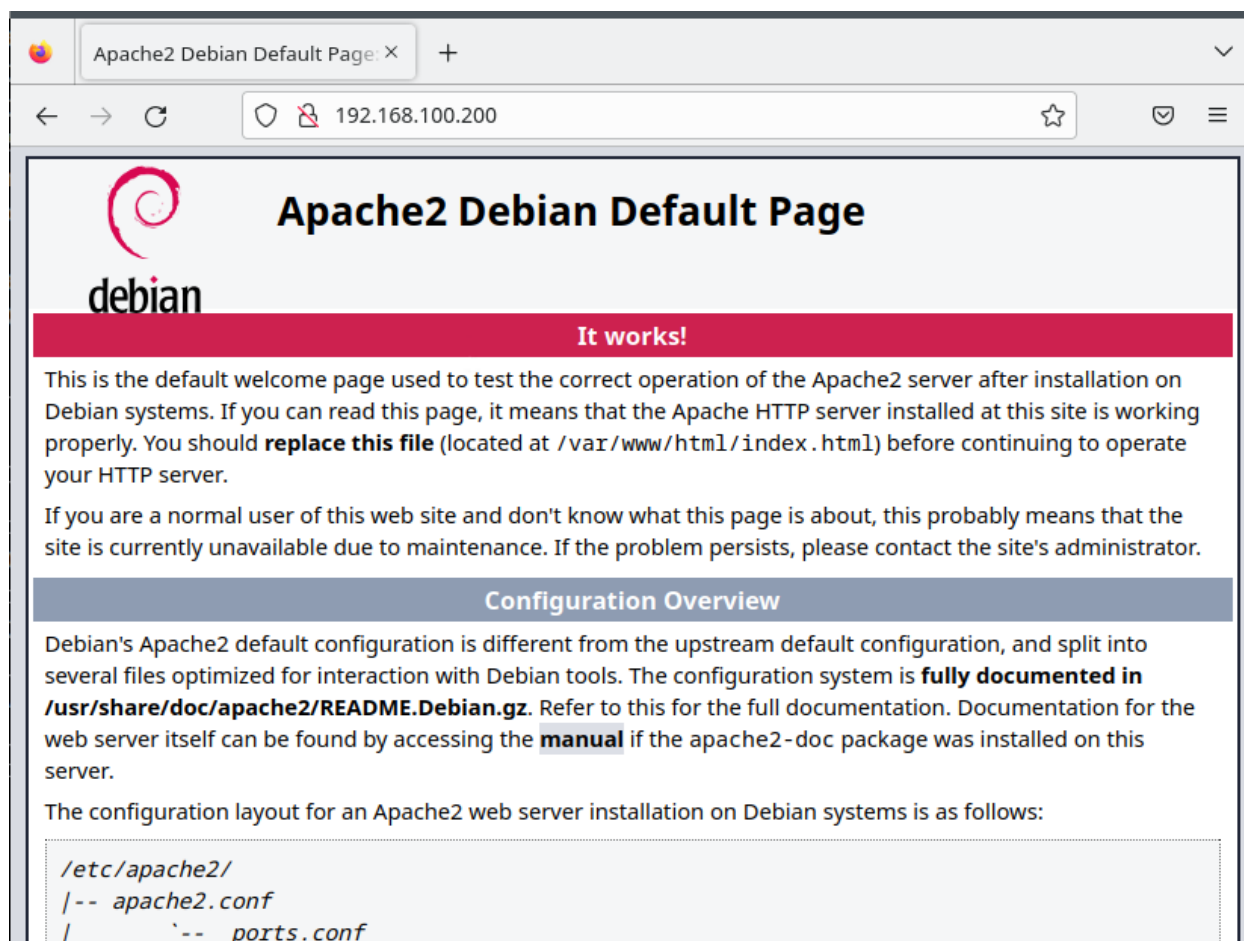 Apache2 Debian Default Page:
192.168.100.200
debian
Apache2 Debian Default Page
It works!
This is the default welcome page used to test the correct operation of the Apache2 server after installation on
Debian systems. If you can read this page, it means that the Apache HTTP server installed at this site is working
properly. You should replace this file (located at /var/www/html/index.html) before continuing to operate
your HTTP server.
If you are a normal user of this web site and don't know what this page is about, this probably means that the
site is currently unavailable due to maintenance. If the problem persists, please contact the site's administrator.
Configuration Overview
Debian's Apache2 default configuration is different from the upstream default configuration, and split into
several files optimized for interaction with Debian tools. The configuration system is fully documented in
/usr/share/doc/apache2/README.Debian.gz. Refer to this for the full documentation. Documentation for the
web server itself can be found by accessing the manual if the apache2-doc package was installed on this
server.
The configuration layout for an Apache2 web server installation on Debian systems is as follows:
/etc/apache2/
|-- apache2.conf
|       `--  ports.conf